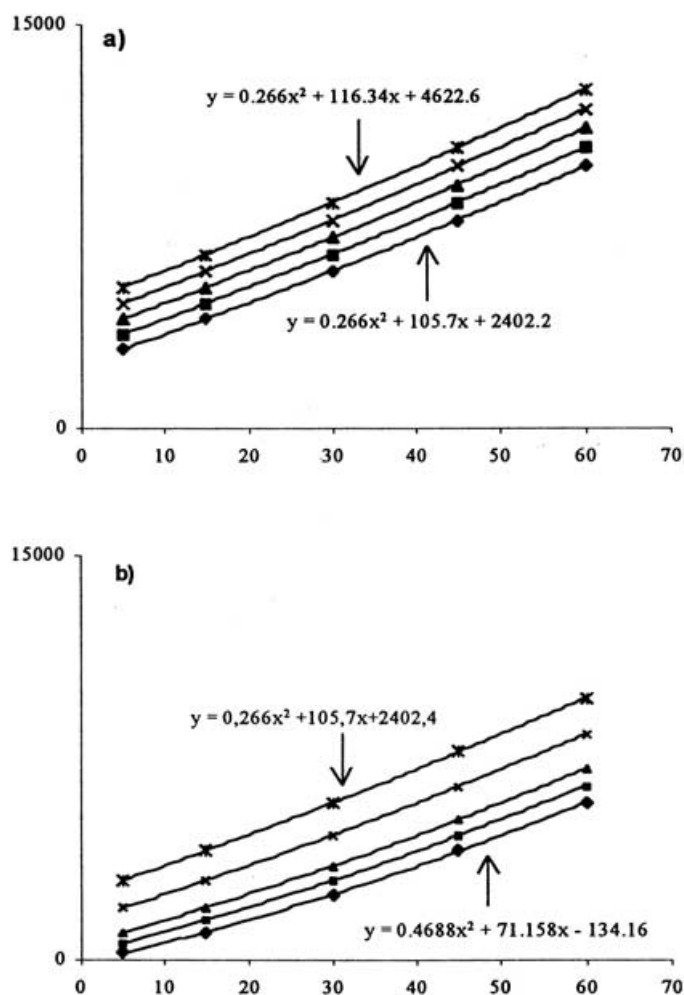 15000
a)
y = 0.266x² + 116.34x + 4622.6
y = 0.266x² + 105.7x + 2402.2
0
0 10 20 30 40 50 60 70
15000
b)
y = 0,266x² +105,7x+2402,4
y = 0.4688x² + 71.158x - 134.16
0
0 10 20 30 40 50 60 70